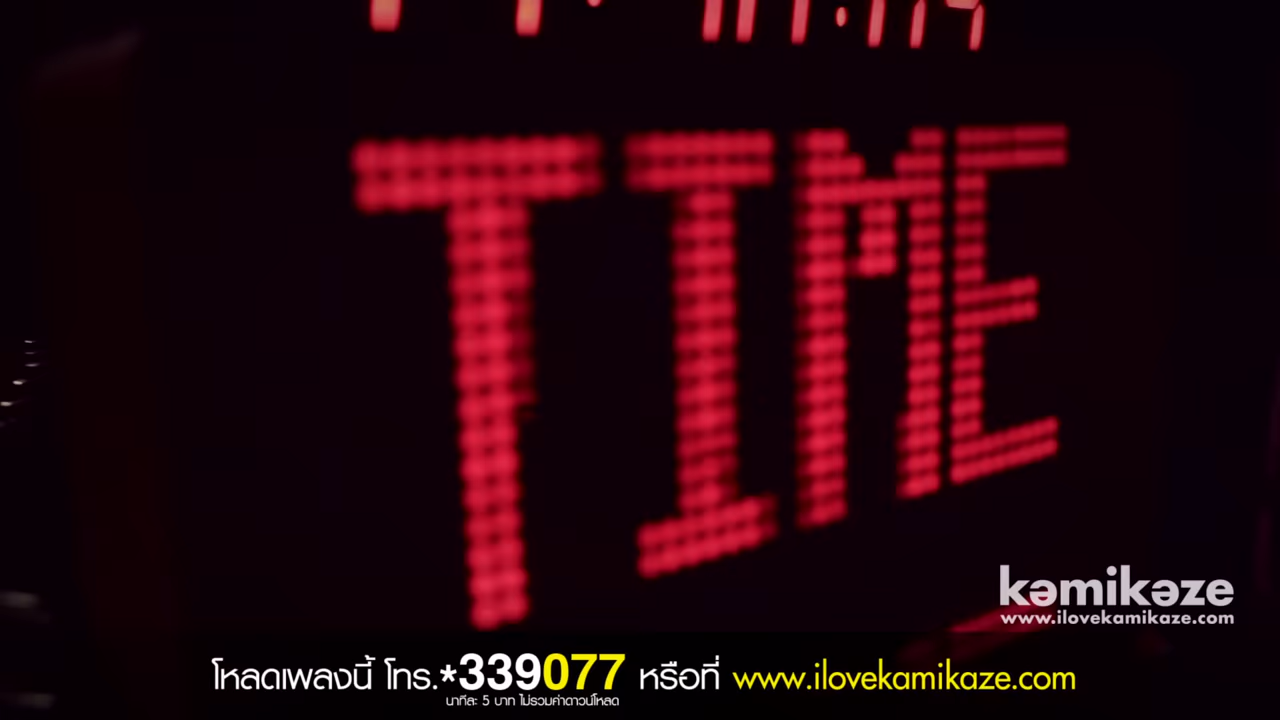 TIME
kamikaze
www.ilovekamikaze.com
โหลดเพลงนี้ โทร.*339077 หรือที่ www.ilovekamikaze.com
นาทีละ 5 บาท ไม่รวมค่าดาวน์โหลด